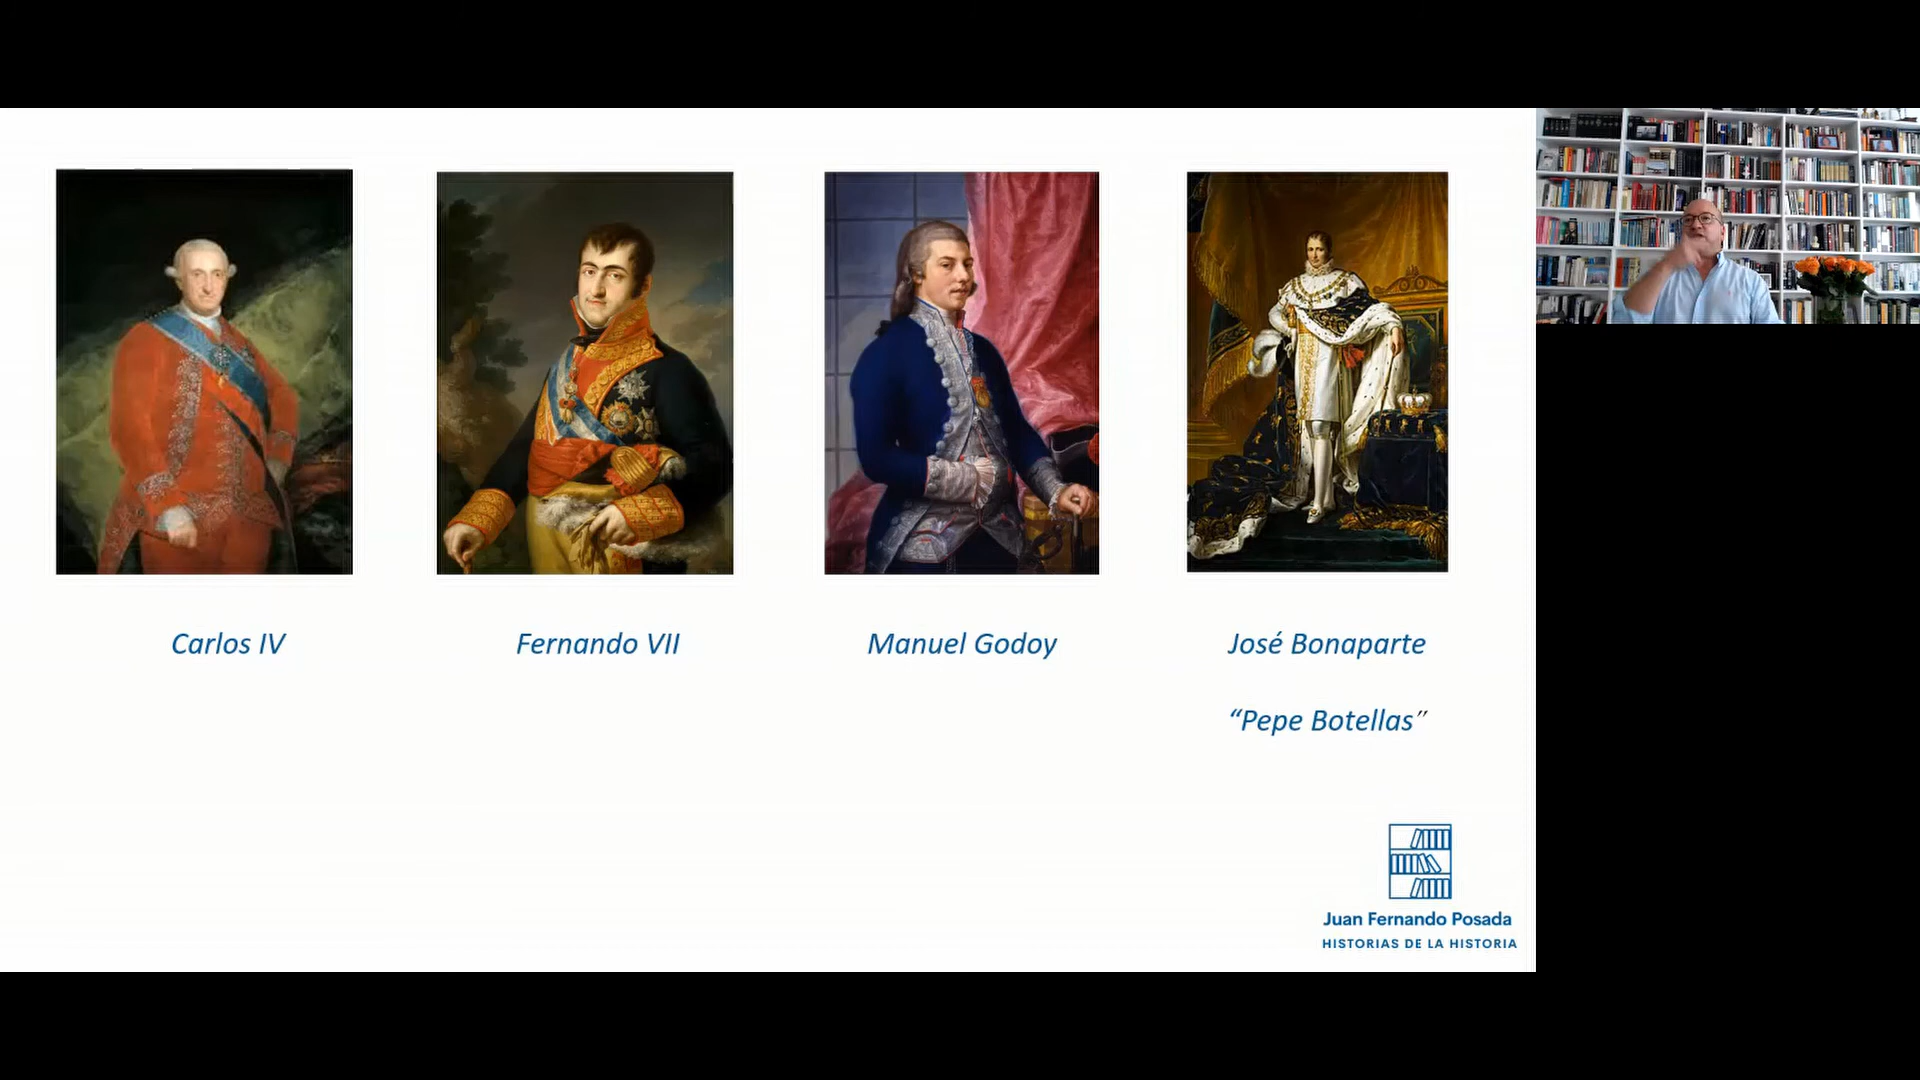 Carlos IV
Fernando VII
Manuel Godoy
José Bonaparte
“Pepe Botellas”
Juan Fernando Posada
HISTORIAS DE LA HISTORIA